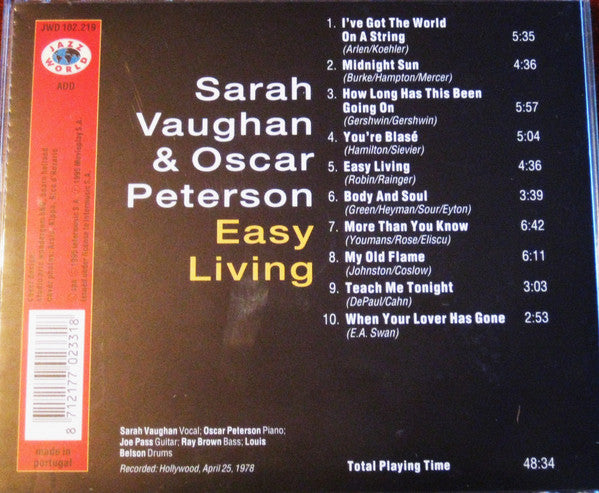 JWD 102.219
JAZZ
WORLD
ADD
Sarah
Vaughan
& Oscar
Peterson
Easy
Living
1. I've Got The World
On A String 5:35
(Arlen/Koehler)
2. Midnight Sun 4:36
(Burke/Hampton/Mercer)
3. How Long Has This Been
Going On 5:57
(Gershwin/Gershwin)
4. You're Blasé 5:04
(Hamilton/Sievier)
5. Easy Living 4:36
(Robin/Rainger)
6. Body And Soul 3:39
(Green/Heyman/Sour/Eyton)
7. More Than You Know 6:42
(Youmans/Rose/Eliscu)
8. My Old Flame 6:11
(Johnston/Coslow)
9. Teach Me Tonight 3:03
(DePaul/Cahn)
10. When Your Lover Has Gone 2:53
(E.A. Swan)
Sarah Vaughan Vocal; Oscar Peterson Piano;
Joe Pass Guitar; Ray Brown Bass; Louis
Belson Drums
Recorded: Hollywood, April 25, 1978
Total Playing Time 48:34
8 712177 023318
made in
portugal